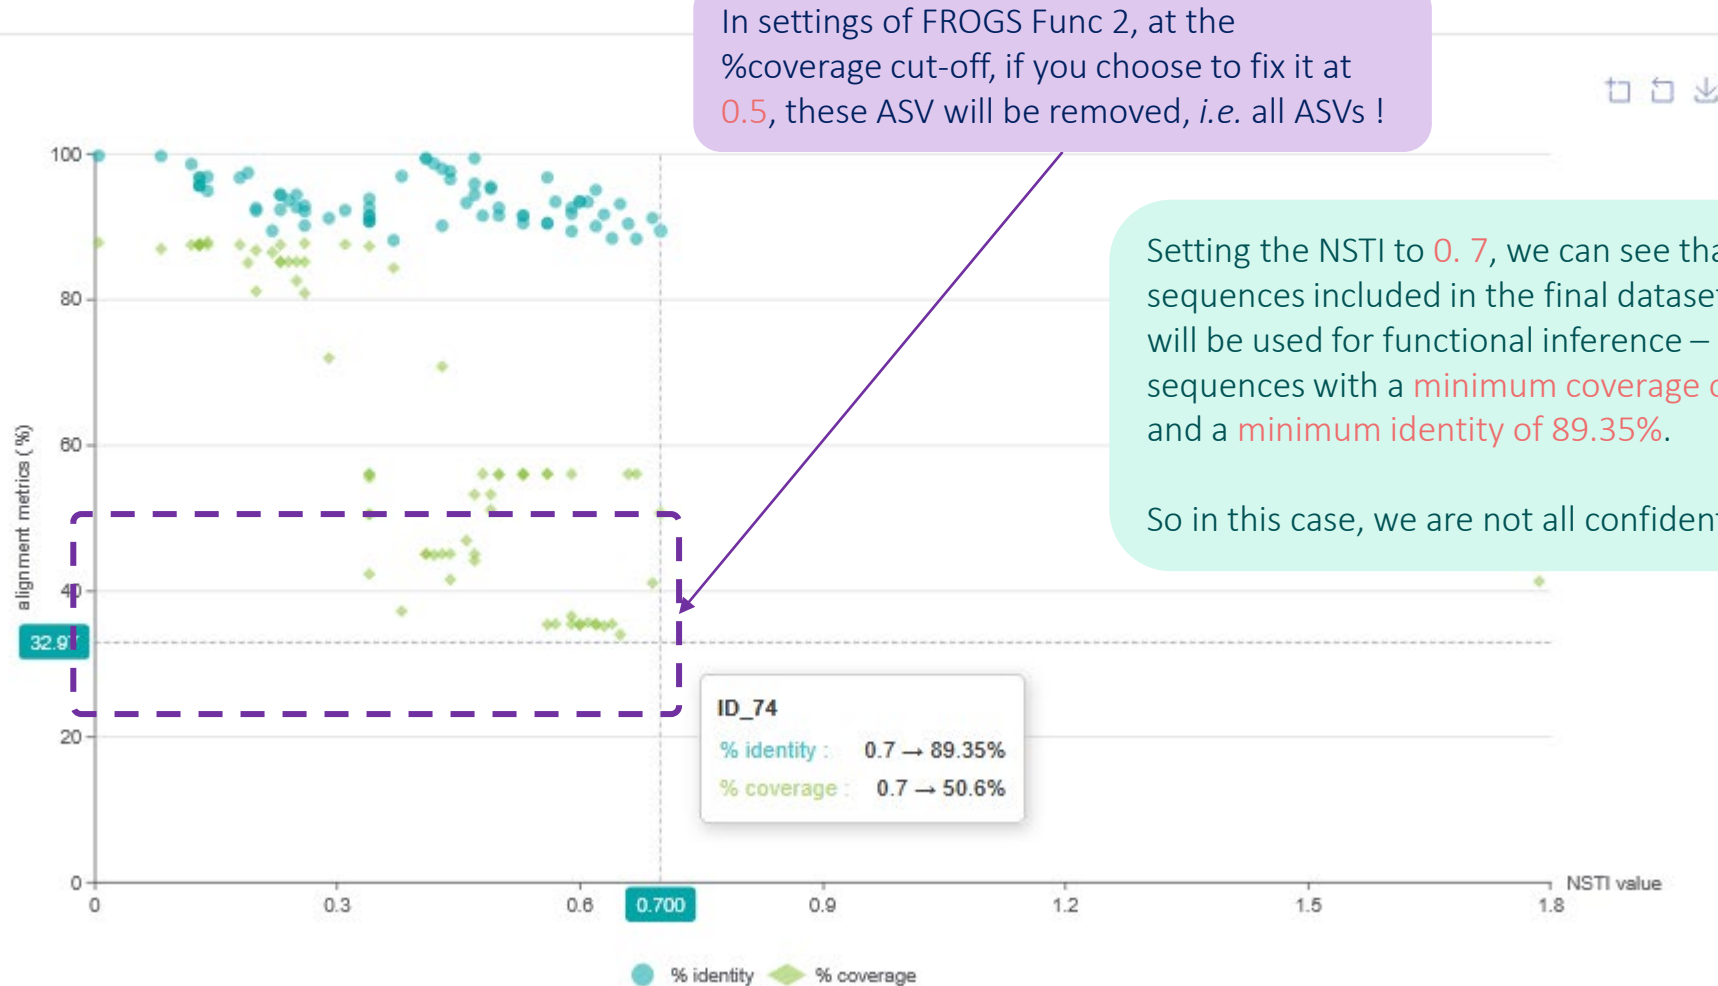 In settings of FROGS Func 2, at the
%coverage cut-off, if you choose to fix it at
0.5, these ASV will be removed, i.e. all ASVs !
Setting the NSTI to 0. 7, we can see tha
sequences included in the final dataset
will be used for functional inference –
sequences with a minimum coverage o
and a minimum identity of 89.35%.
So in this case, we are not all confident
alignment metrics (%)
100
80
60
40
32.97
20
0
ID_74
% identity : 0.7 → 89.35%
% coverage : 0.7 → 50.6%
0
0.3
0.6
0.700
0.9
1.2
1.5
1.8
NSTI value
% identity
% coverage